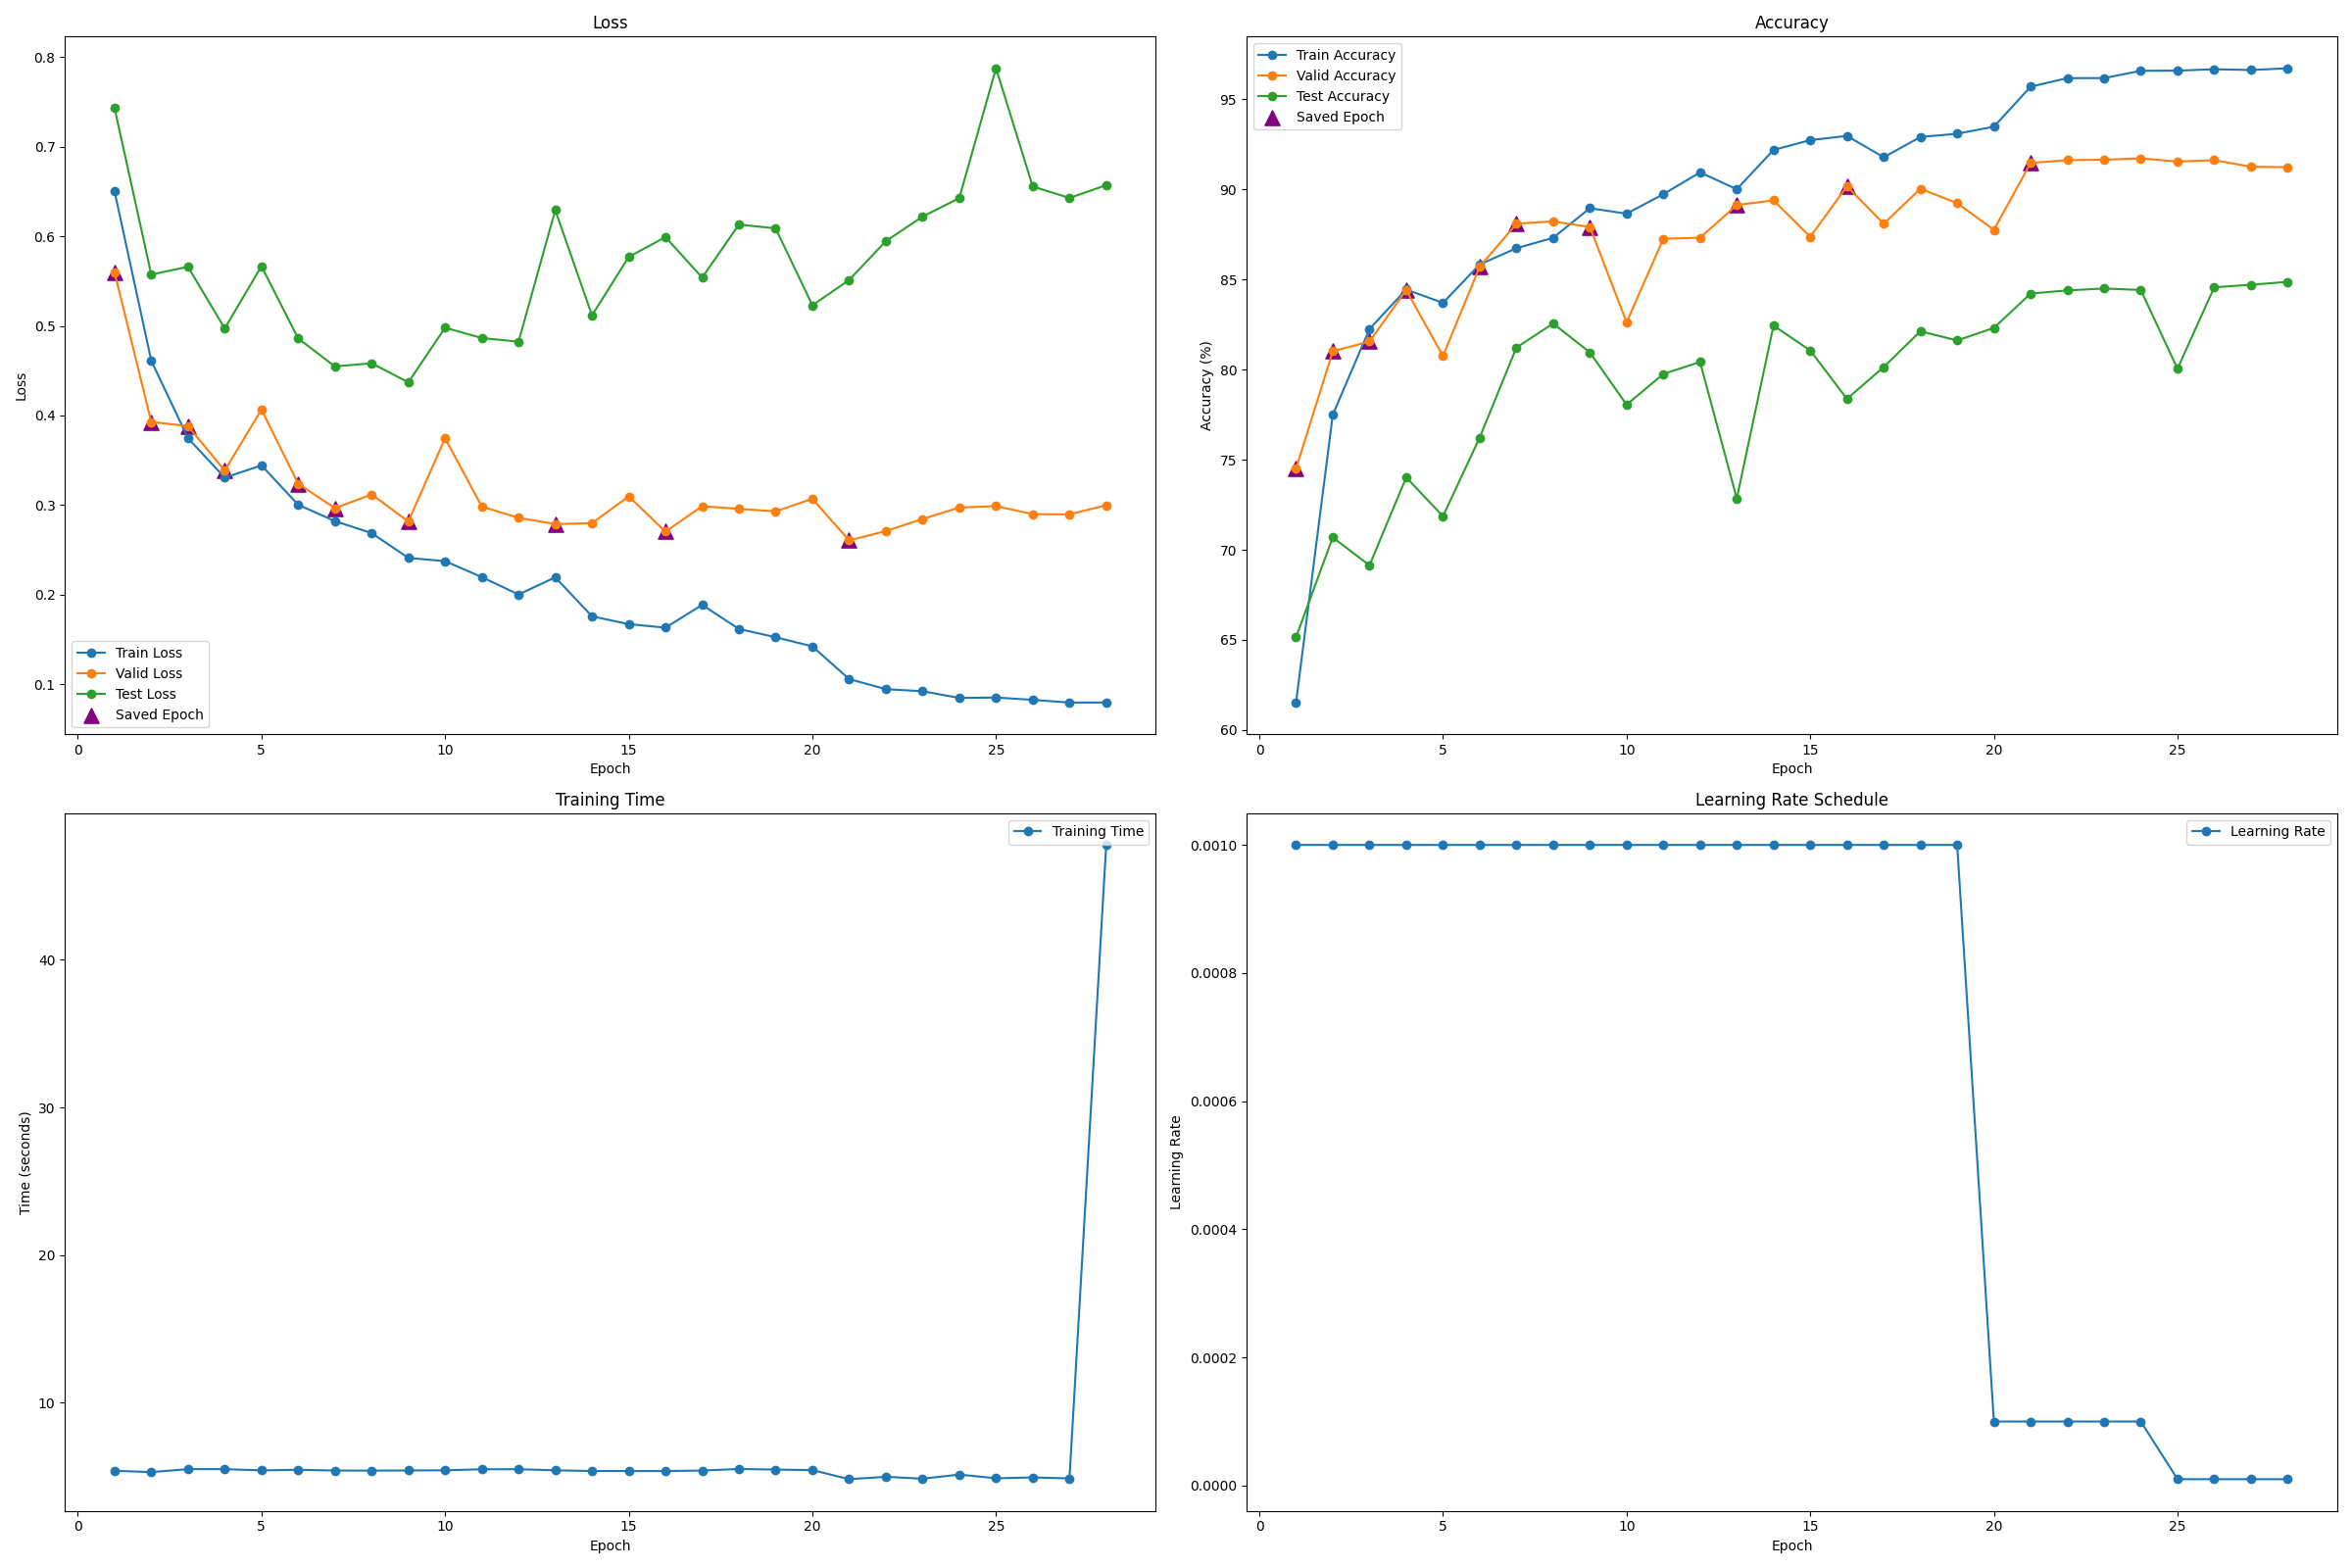 Loss
Loss
0.8
0.7
0.6
0.5
0.4
0.3
0.2
0.1
Train Loss
Valid Loss
Test Loss
Saved Epoch
0 5 10 15 20 25
Epoch
Accuracy
Accuracy (%)
95
90
85
80
75
70
65
60
Train Accuracy
Valid Accuracy
Test Accuracy
Saved Epoch
0 5 10 15 20 25
Epoch
Training Time
Time (seconds)
40
30
20
10
Training Time
0 5 10 15 20 25
Epoch
Learning Rate Schedule
Learning Rate
0.0010
0.0008
0.0006
0.0004
0.0002
0.0000
Learning Rate
0 5 10 15 20 25
Epoch